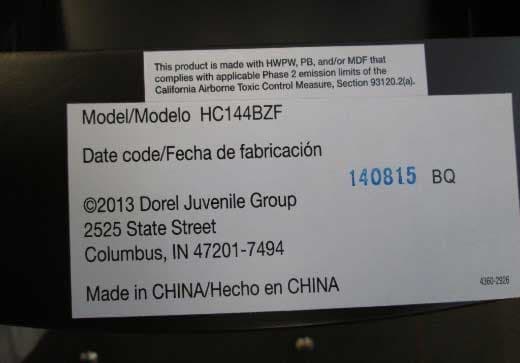 This product is made with HWPW, PB, and/or MDF that
complies with applicable Phase 2 emission limits of the
California Airborne Toxic Control Measure, Section 93120.2(a).
Model/Modelo HC144BZF
Date code/Fecha de fabricación
140815 BQ
©2013 Dorel Juvenile Group
2525 State Street
Columbus, IN 47201-7494
Made in CHINA/Hecho en CHINA
4360-2926